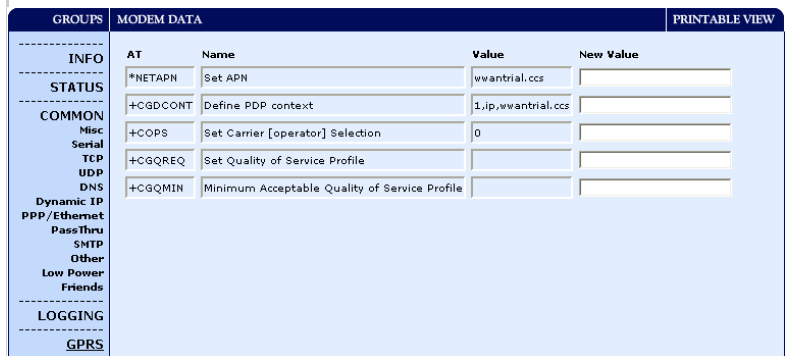 GROUPS MODEM DATA PRINTABLE VIEW
INFO
STATUS
COMMON
Misc
Serial
TCP
UDP
DNS
Dynamic IP
PPP/Ethernet
PassThru
SMTP
Other
Low Power
Friends
LOGGING
GPRS
AT Name Value New Value
*NETAPN Set APN wwantrial.ccs
+CGDCONT Define PDP context 1,ip,wwantrial.ccs
+COPS Set Carrier [operator] Selection 0
+CGQREQ Set Quality of Service Profile
+CGQMIN Minimum Acceptable Quality of Service Profile